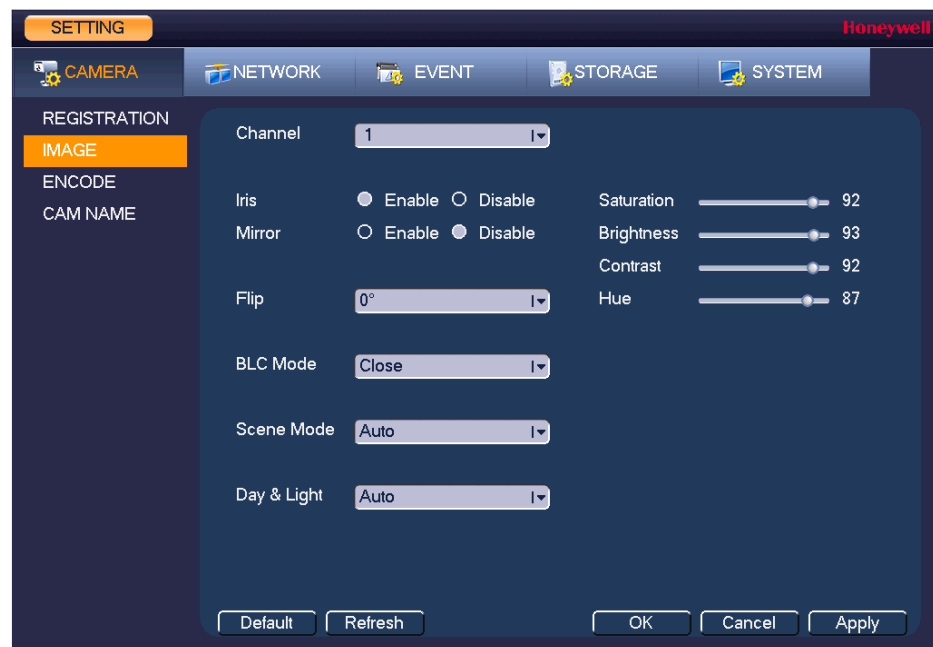 SETTING Honeywell
CAMERA NETWORK EVENT STORAGE SYSTEM
REGISTRATION
IMAGE
ENCODE
CAM NAME
Channel 1
Iris Enable Disable Saturation 92
Mirror Enable Disable Brightness 93
Contrast 92
Flip 0° Hue 87
BLC Mode Close
Scene Mode Auto
Day & Light Auto
Default Refresh OK Cancel Apply